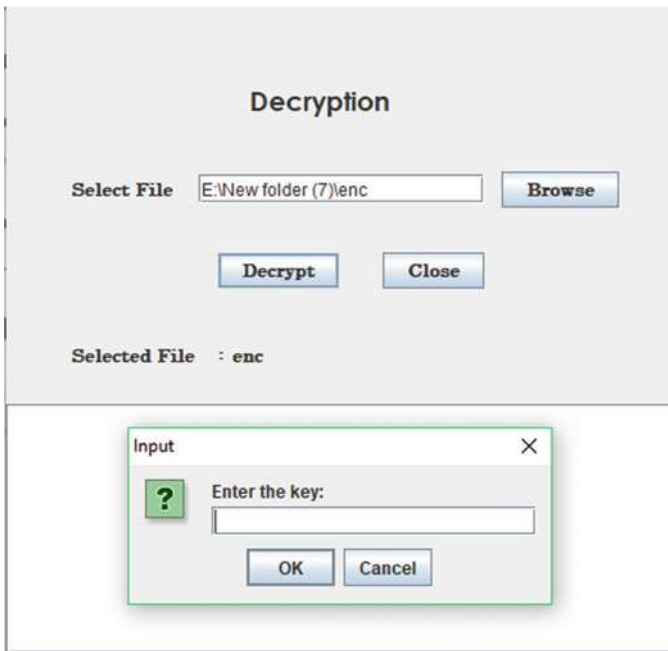 Decryption
Select File E:\New folder (7)\enc Browse
Decrypt Close
Selected File : enc
Input
?
Enter the key:
OK Cancel